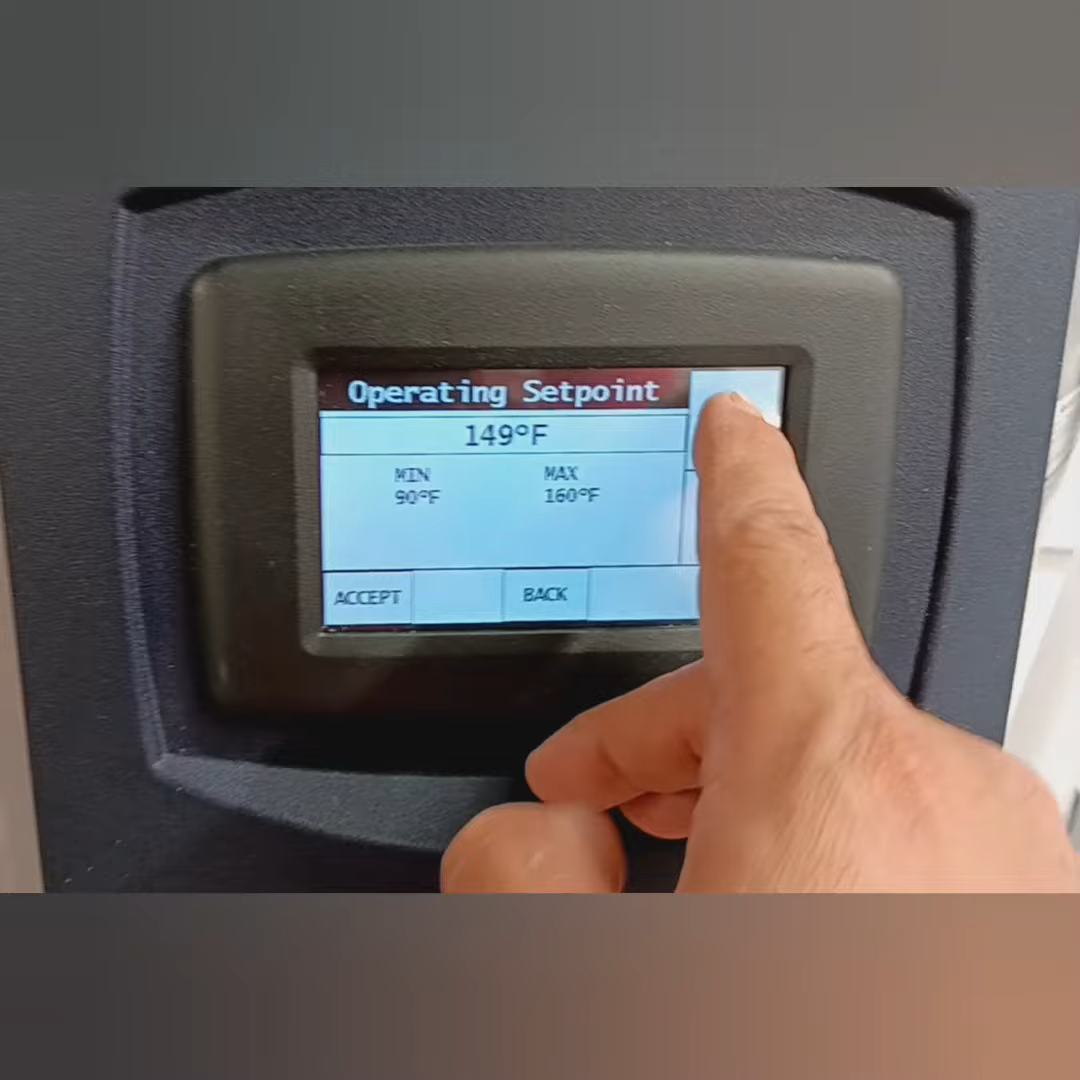 Operating Setpoint
149°F
MIN MAX
90°F 160°F
ACCEPT BACK